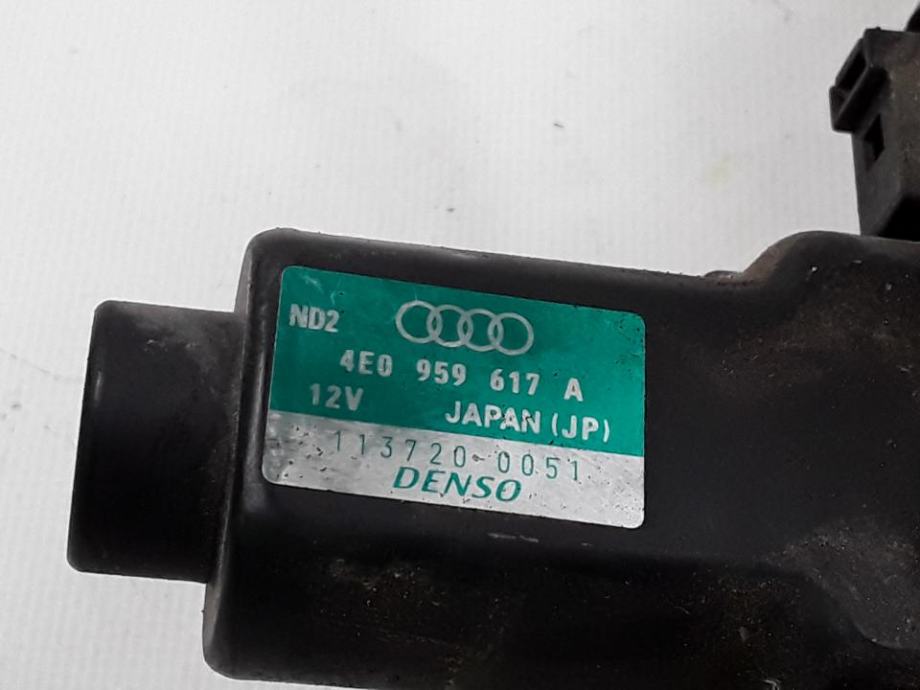 ND2
4E0 959 617 A
12V JAPAN (JP)
113720-0051
DENSO